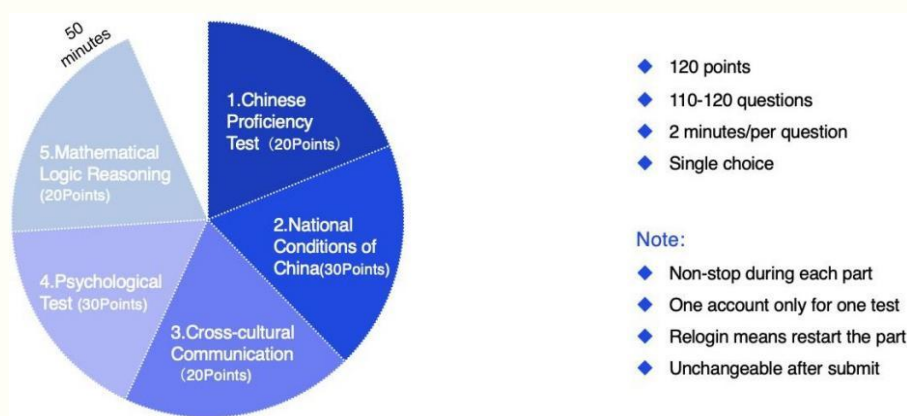 50
minutes
1.Chinese
Proficiency
Test（20Points）
2.National
Conditions of
China(30Points)
3.Cross-cultural
Communication
（20Points）
4.Psychological
Test (30Points)
5.Mathematical
Logic Reasoning
(20Points)
120 points
110-120 questions
2 minutes/per question
Single choice
Note:
Non-stop during each part
One account only for one test
Relogin means restart the part
Unchangeable after submit